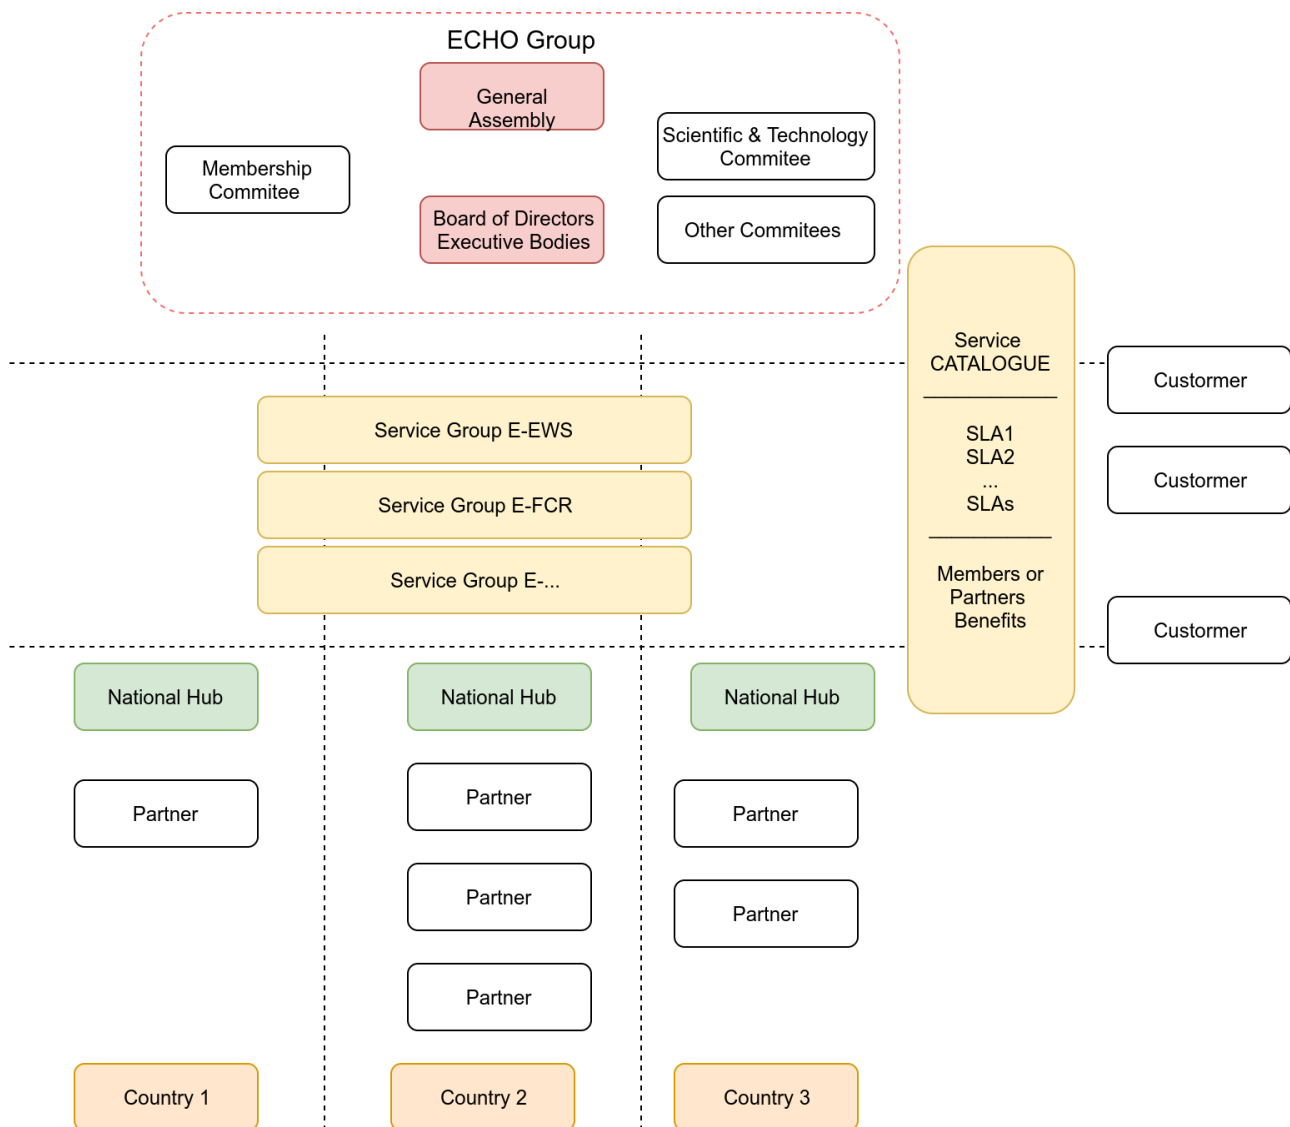 ECHO Group
General
Assembly
Scientific & Technology
Commitee
Membership
Commitee
Board of Directors
Executive Bodies
Other Commitees
Service
CATALOGUE
SLA1
SLA2
...
SLAs
Members or
Partners
Benefits
Custormer
Custormer
Custormer
Service Group E-EWS
Service Group E-FCR
Service Group E-...
National Hub
National Hub
National Hub
Partner
Partner
Partner
Partner
Partner
Partner
Country 1
Country 2
Country 3